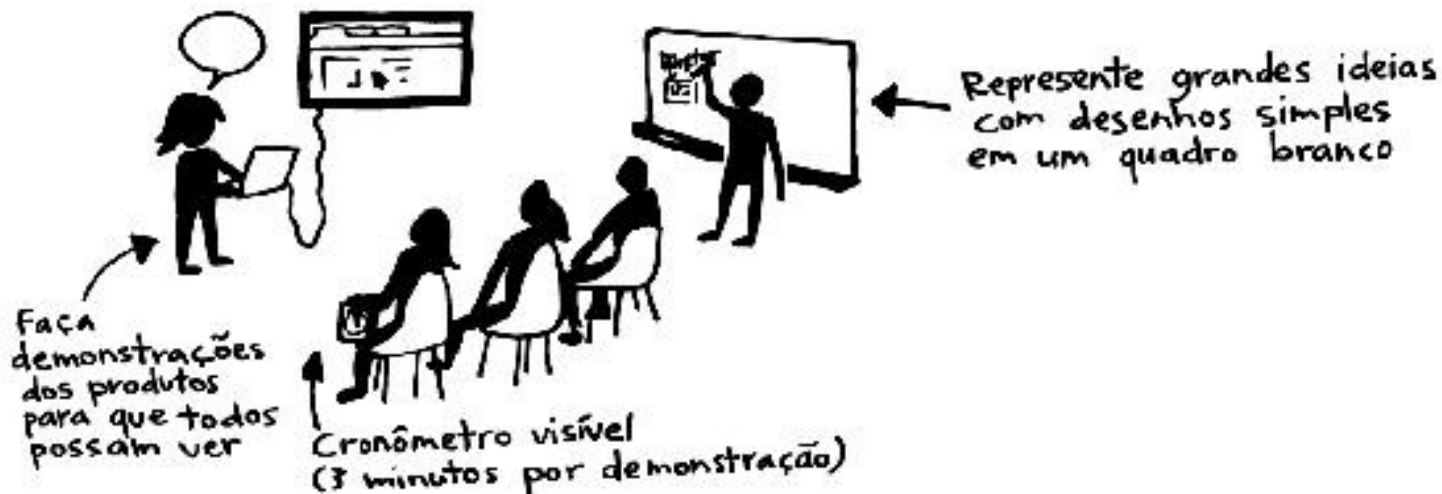 Represente grandes ideias
com desenhos simples
em um quadro branco
Faça
demonstrações
dos produtos
para que todos
possam ver
Cronômetro visível
(3 minutos por demonstração)